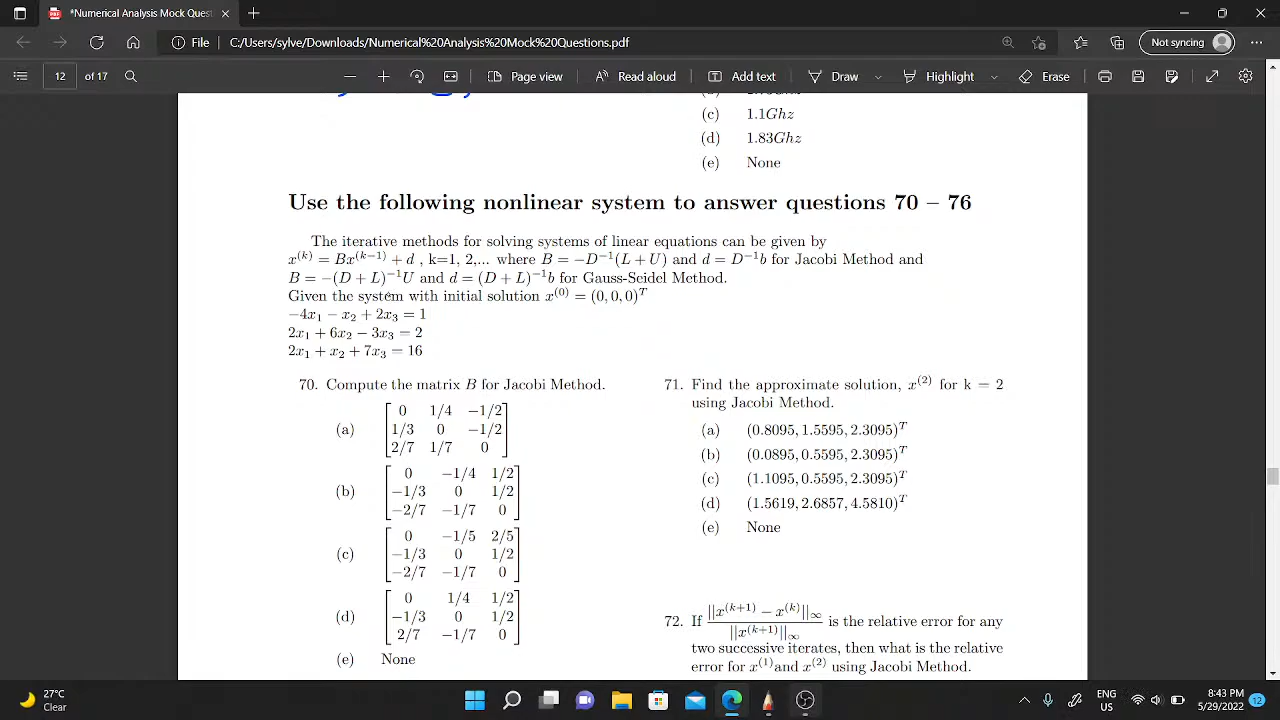 *Numerical Analysis Mock Quest
File C:/Users/sylve/Downloads/Numerical%20Analysis%20Mock%20Questions.pdf
Not syncing
12 of 17
Page view
Read aloud
Add text
Draw
Highlight
Erase
(c) 1.1Ghz
(d) 1.83Ghz
(e) None
Use the following nonlinear system to answer questions 70 – 76
The iterative methods for solving systems of linear equations can be given by
x^(k) = Bx^(k−1) + d , k=1, 2,... where B = −D^−1(L + U) and d = D^−1b for Jacobi Method and
B = −(D + L)^−1U and d = (D + L)^−1b for Gauss-Seidel Method.
Given the system with initial solution x^(0) = (0, 0, 0)^T
−4x₁ − x₂ + 2x₃ = 1
2x₁ + 6x₂ − 3x₃ = 2
2x₁ + x₂ + 7x₃ = 16
70. Compute the matrix B for Jacobi Method.
(a)
0 1/4 −1/2
1/3 0 −1/2
2/7 1/7 0
(b)
0 −1/4 1/2
−1/3 0 1/2
−2/7 −1/7 0
(c)
0 −1/5 2/5
−1/3 0 1/2
−2/7 −1/7 0
(d)
0 1/4 1/2
−1/3 0 1/2
2/7 −1/7 0
(e) None
71. Find the approximate solution, x^(2) for k = 2
using Jacobi Method.
(a) (0.8095, 1.5595, 2.3095)^T
(b) (0.0895, 0.5595, 2.3095)^T
(c) (1.1095, 0.5595, 2.3095)^T
(d) (1.5619, 2.6857, 4.5810)^T
(e) None
72. If ||x^(k+1) − x^(k)||∞ / ||x^(k+1)||∞ is the relative error for any
two successive iterates, then what is the relative
error for x^(1)and x^(2) using Jacobi Method.
27°C
Clear
ENG
US
8:43 PM
5/29/2022
12